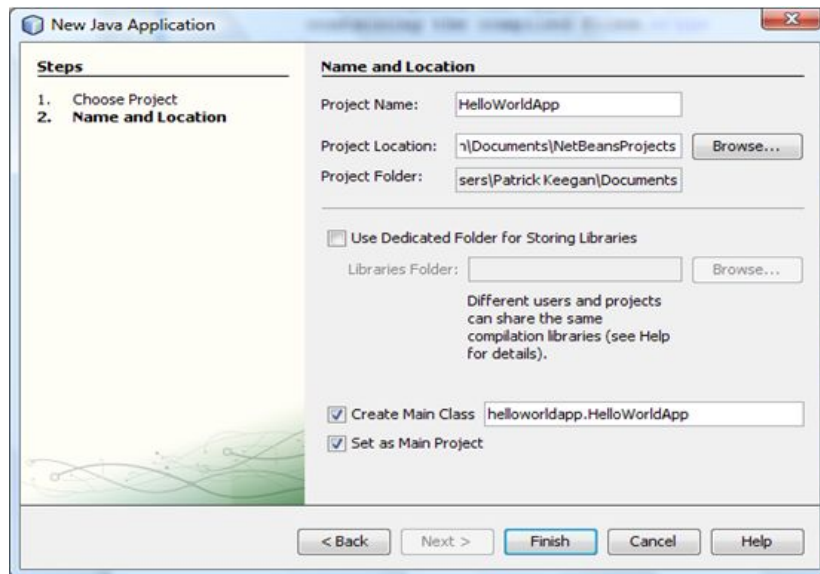 New Java Application
Steps
1. Choose Project
2. Name and Location
Name and Location
Project Name: HelloWorldApp
Project Location: ı\Documents\NetBeansProjects Browse...
Project Folder: sers\Patrick Keegan\Documents
Use Dedicated Folder for Storing Libraries
Libraries Folder: Browse...
Different users and projects
can share the same
compilation libraries (see Help
for details).
Create Main Class helloworldapp.HelloWorldApp
Set as Main Project
< Back Next > Finish Cancel Help